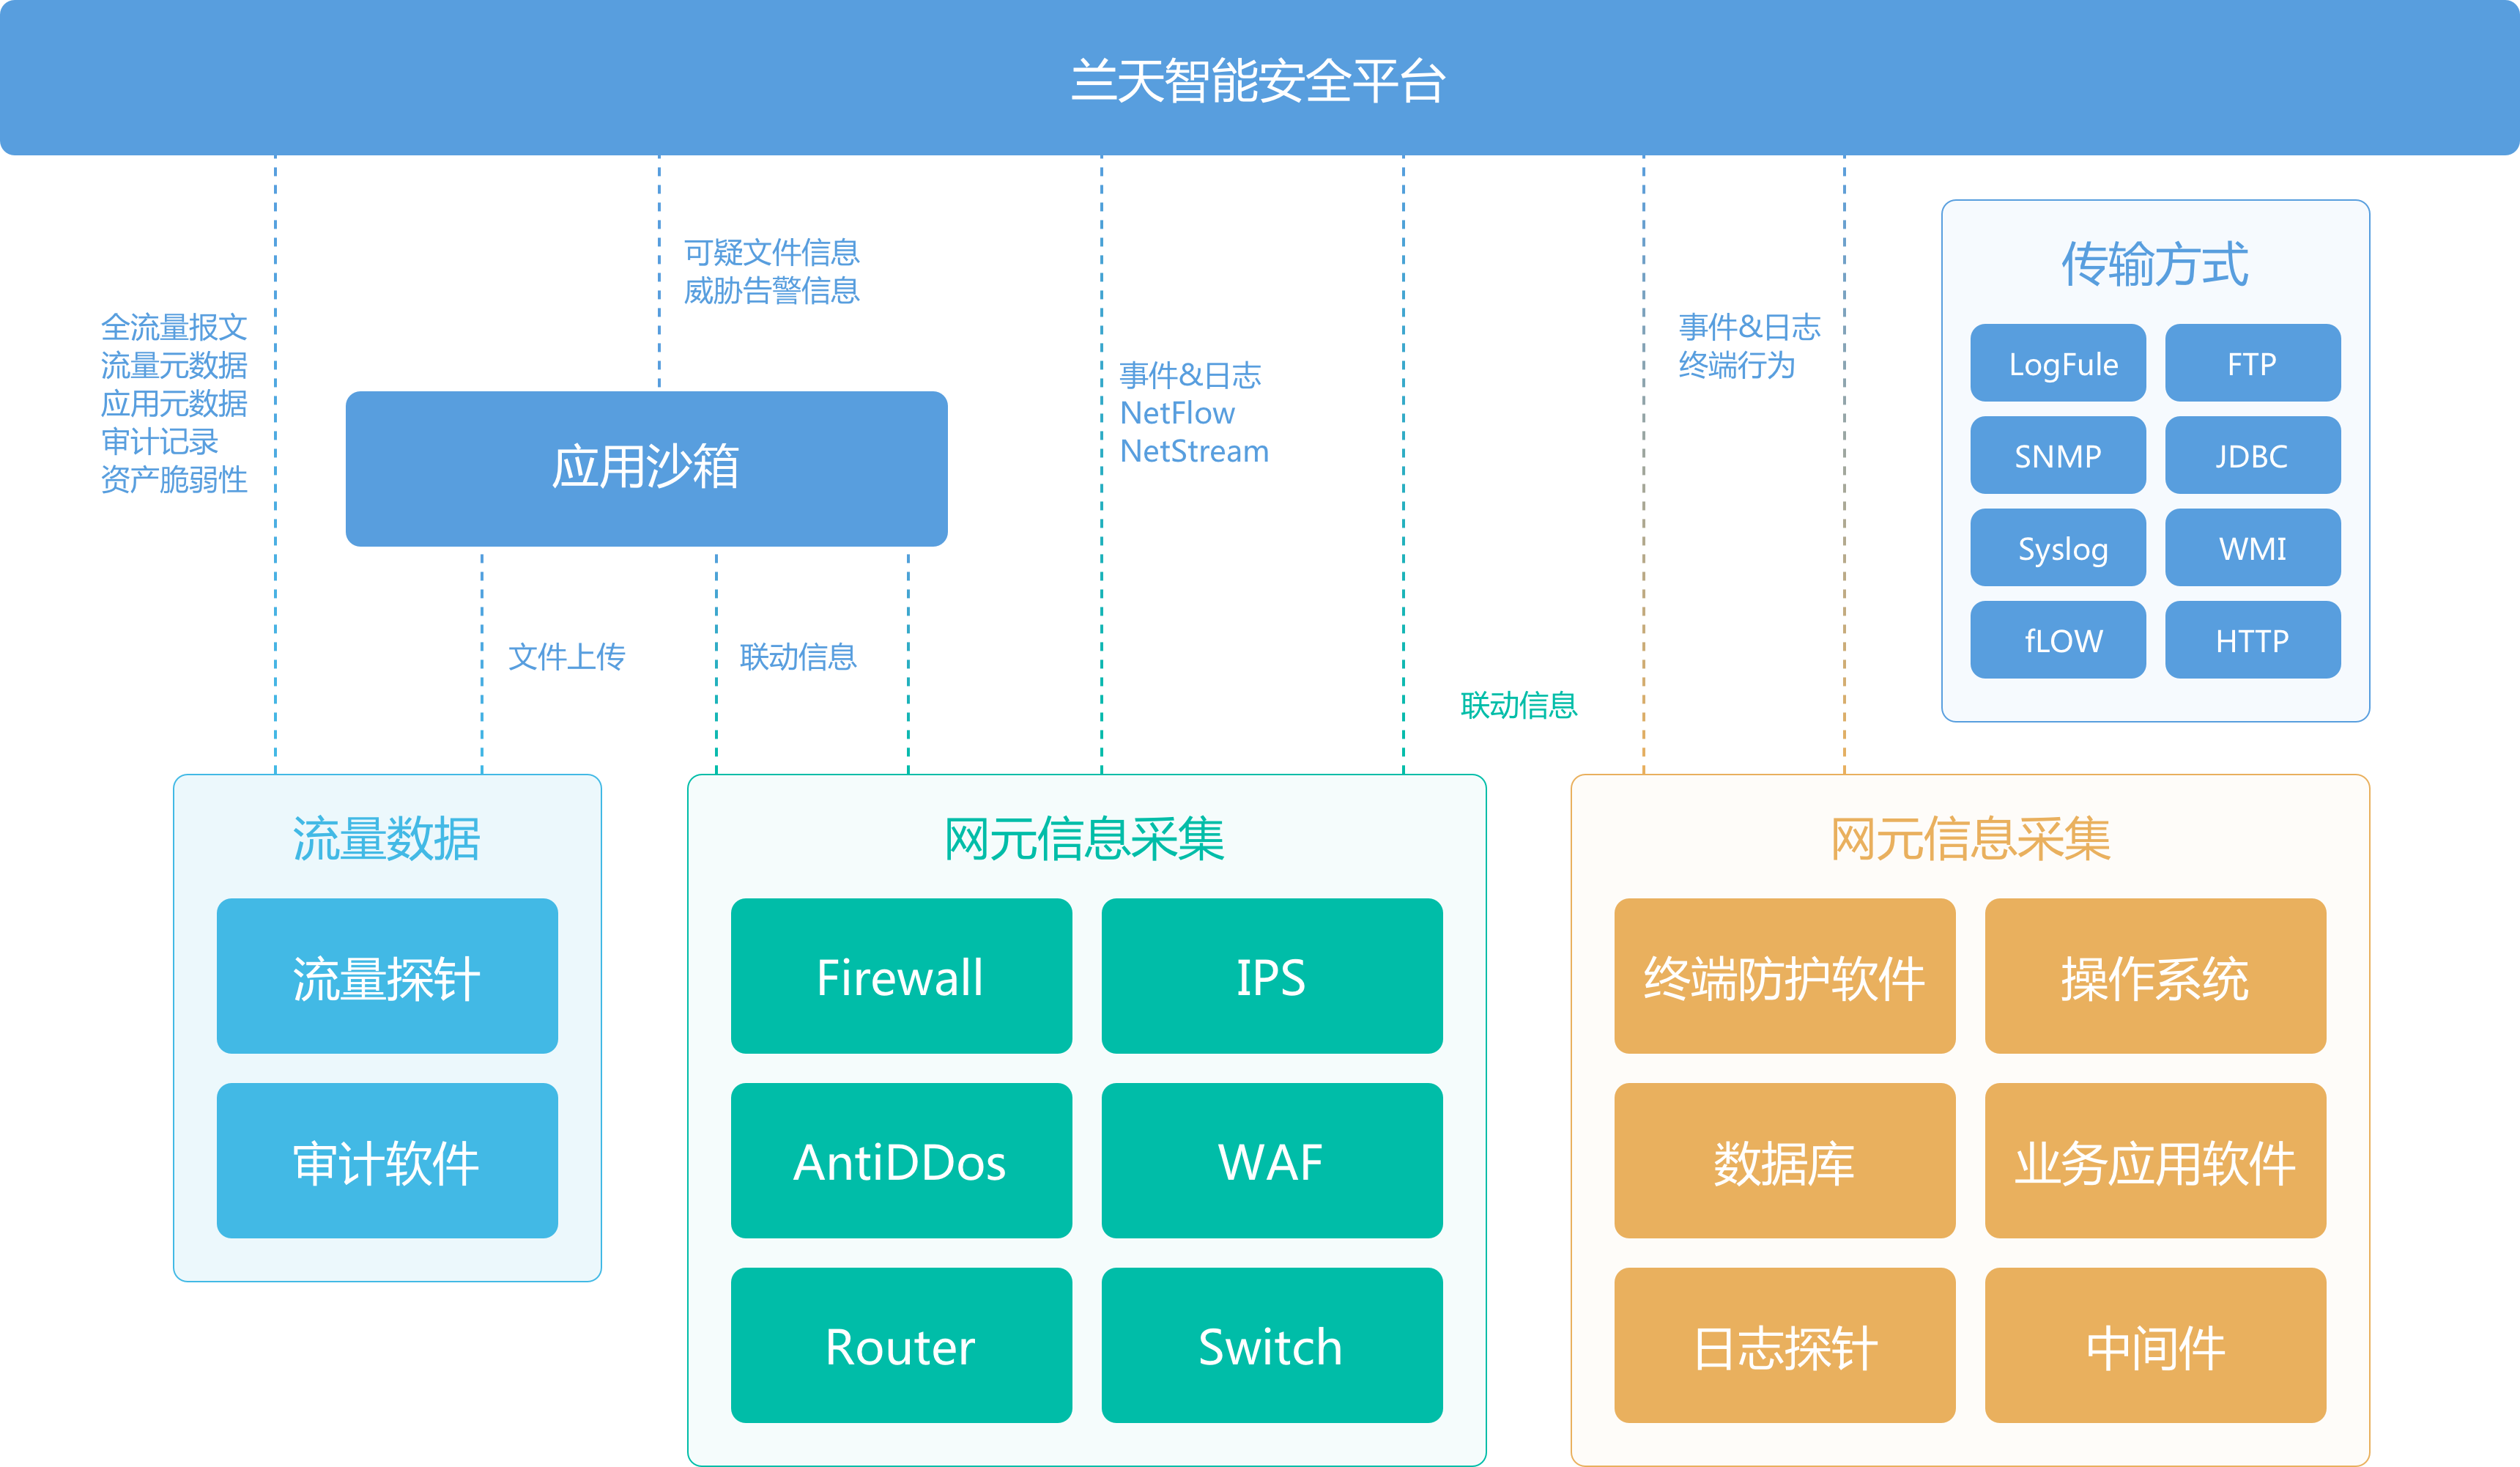 兰天智能安全平台
可疑文件信息
威胁告警信息
全流量报文
流量元数据
应用元数据
审计记录
资产脆弱性
应用沙箱
事件&日志
NetFlow
NetStream
事件&日志
终端行为
传输方式
LogFule
FTP
SNMP
JDBC
Syslog
WMI
fLOW
HTTP
文件上传
联动信息
联动信息
流量数据
流量探针
审计软件
网元信息采集
Firewall
IPS
AntiDDos
WAF
Router
Switch
网元信息采集
终端防护软件
操作系统
数据库
业务应用软件
日志探针
中间件